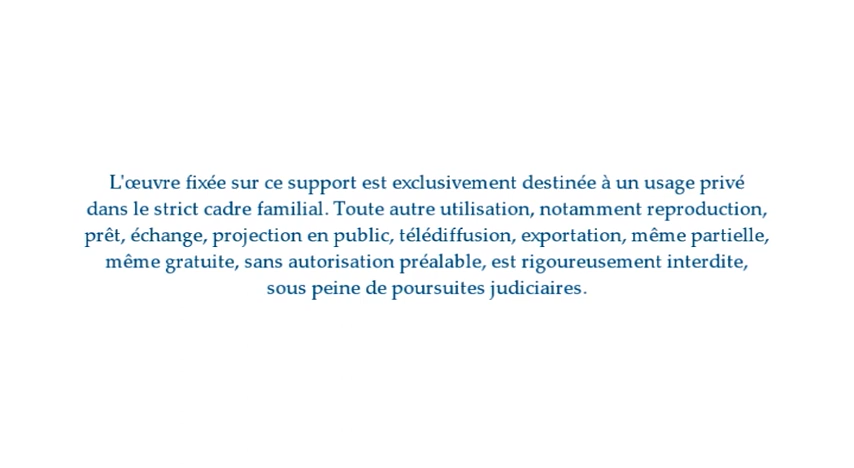 L'œuvre fixée sur ce support est exclusivement destinée à un usage privé
dans le strict cadre familial. Toute autre utilisation, notamment reproduction,
prêt, échange, projection en public, télédiffusion, exportation, même partielle,
même gratuite, sans autorisation préalable, est rigoureusement interdite,
sous peine de poursuites judiciaires.